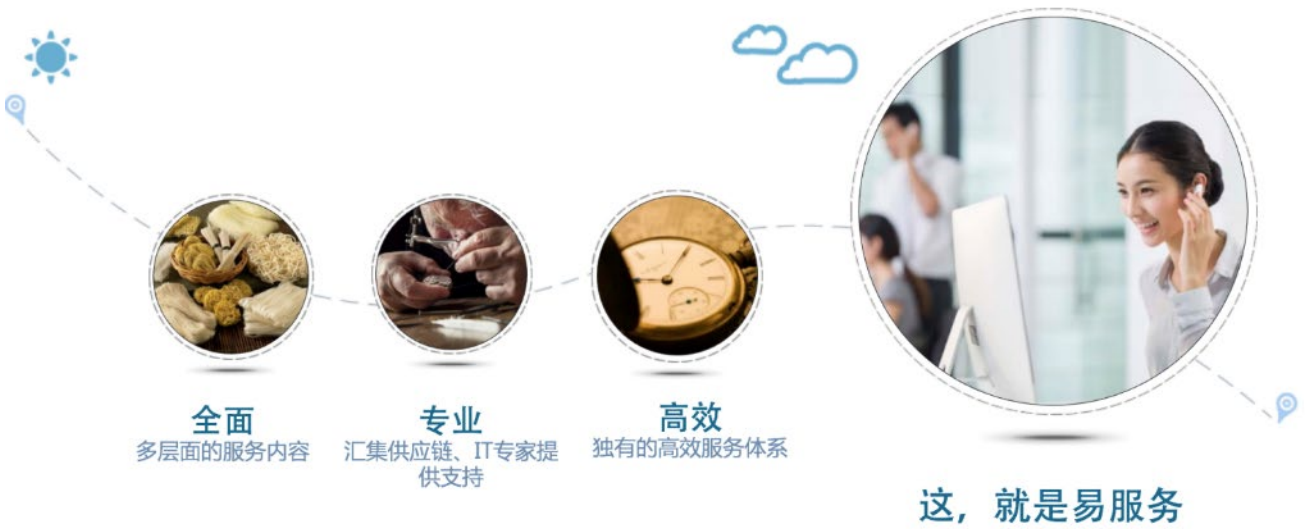 全面
多层面的服务内容
专业
汇集供应链、IT专家提
供支持
高效
独有的高效服务体系
这，就是易服务